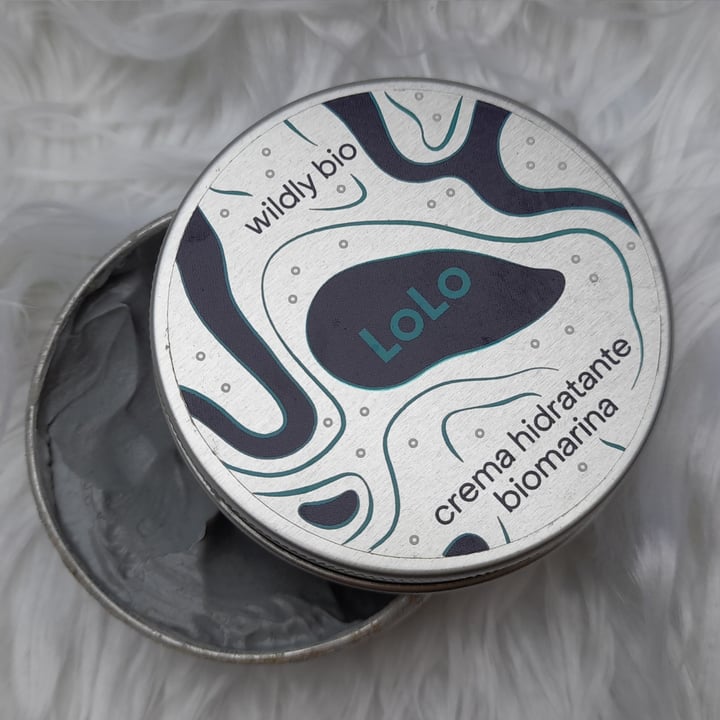 wildly bio
LoLo
crema hidratante
biomarina